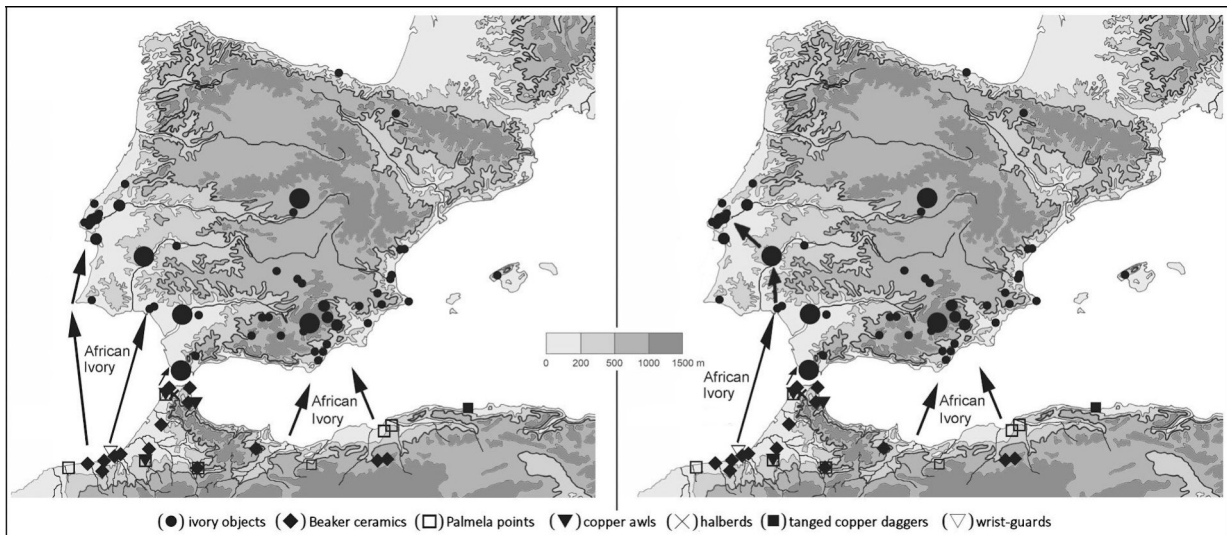 African
Ivory
African
Ivory
0 200 500 1000 1500 m
African
Ivory
African
Ivory
(●) ivory objects (◆) Beaker ceramics (□) Palmela points (▼) copper awls (╳) halberds (■) tanged copper daggers (▽) wrist-guards